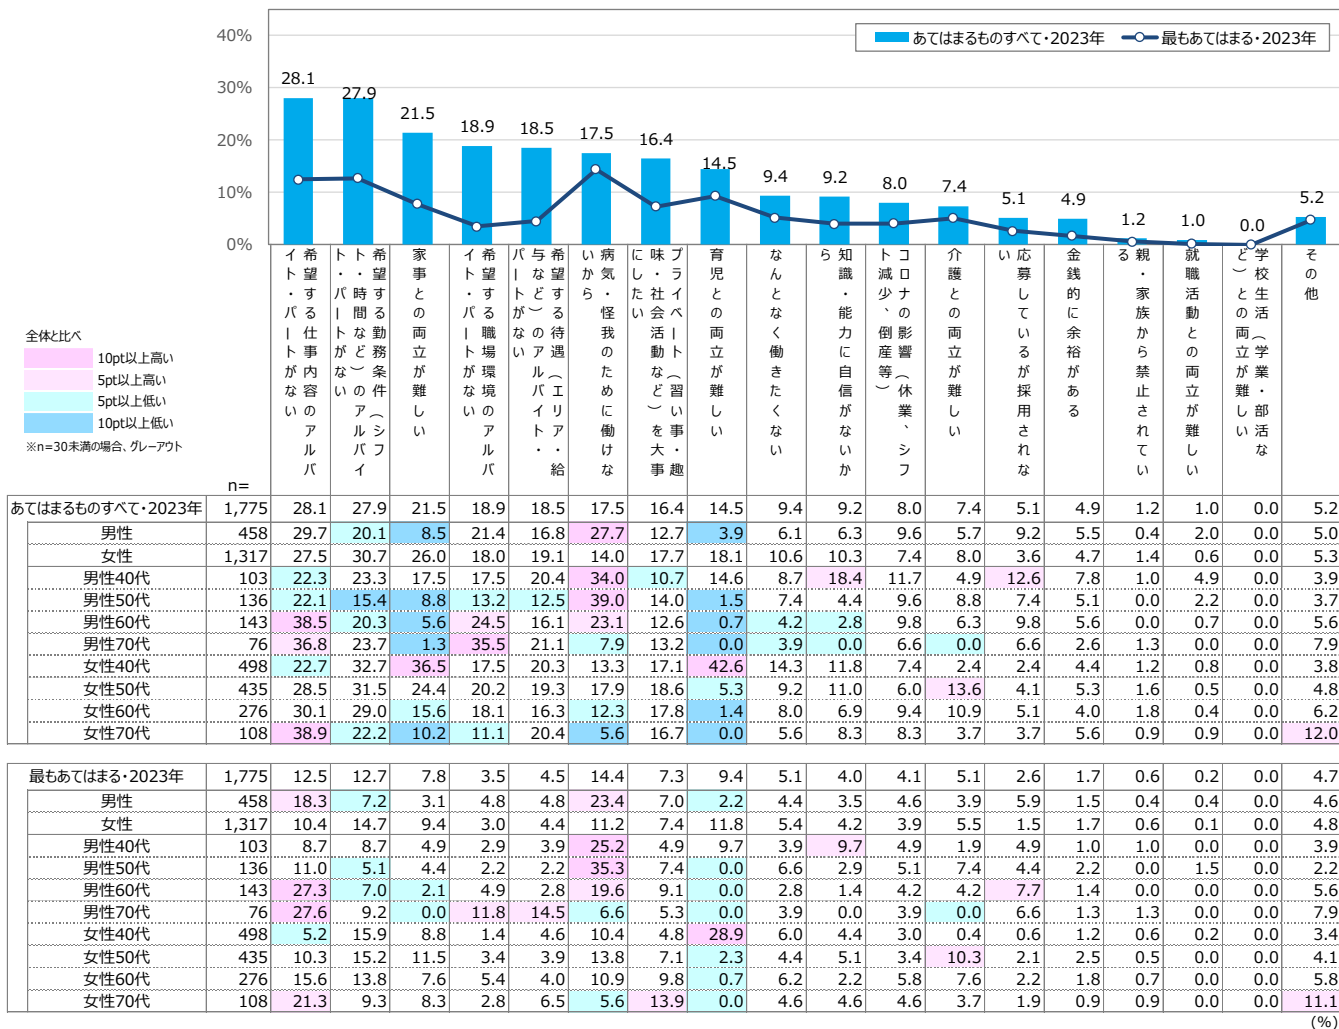 40%
30%
20%
10%
0%
あてはまるものすべて・2023年 最もあてはまる・2023年
28.1 27.9 21.5 18.9 18.5 17.5 16.4 14.5 9.4 9.2 8.0 7.4 5.1 4.9 1.2 1.0 0.0 5.2
希望する仕事内容のアルバ
イト・パートがない
希望する勤務条件（シフ
ト・時間など）のアルバイ
ト・パートがない
家事との両立が難しい
希望する職場環境のアルバ
イト・パートがない
希望する待遇（エリア・給
与など）のアルバイト・
パートがない
病気・怪我のために働けな
いから
プライベート（習い事・趣
味・社会活動など）を大事
にしたい
育児との両立が難しい
なんとなく働きたくない
知識・能力に自信がないか
ら
コロナの影響（休業、シフ
ト減少、倒産等）
介護との両立が難しい
応募しているが採用されな
い
金銭的に余裕がある
親・家族から禁止されてい
る
就職活動との両立が難しい
学校生活（学業・部活な
ど）との両立が難しい
その他
全体と比べ
10pt以上高い
5pt以上高い
5pt以上低い
10pt以上低い
※n=30未満の場合、グレーアウト
n=
あてはまるものすべて・2023年 1,775 28.1 27.9 21.5 18.9 18.5 17.5 16.4 14.5 9.4 9.2 8.0 7.4 5.1 4.9 1.2 1.0 0.0 5.2
男性 458 29.7 20.1 8.5 21.4 16.8 27.7 12.7 3.9 6.1 6.3 9.6 5.7 9.2 5.5 0.4 2.0 0.0 5.0
女性 1,317 27.5 30.7 26.0 18.0 19.1 14.0 17.7 18.1 10.6 10.3 7.4 8.0 3.6 4.7 1.4 0.6 0.0 5.3
男性40代 103 22.3 23.3 17.5 17.5 20.4 34.0 10.7 14.6 8.7 18.4 11.7 4.9 12.6 7.8 1.0 4.9 0.0 3.9
男性50代 136 22.1 15.4 8.8 13.2 12.5 39.0 14.0 1.5 7.4 4.4 9.6 8.8 7.4 5.1 0.0 2.2 0.0 3.7
男性60代 143 38.5 20.3 5.6 24.5 16.1 23.1 12.6 0.7 4.2 2.8 9.8 6.3 9.8 5.6 0.0 0.7 0.0 5.6
男性70代 76 36.8 23.7 1.3 35.5 21.1 7.9 13.2 0.0 3.9 0.0 6.6 0.0 6.6 2.6 1.3 0.0 0.0 7.9
女性40代 498 22.7 32.7 36.5 17.5 20.3 13.3 17.1 42.6 14.3 11.8 7.4 2.4 2.4 4.4 1.2 0.8 0.0 3.8
女性50代 435 28.5 31.5 24.4 20.2 19.3 17.9 18.6 5.3 9.2 11.0 6.0 13.6 4.1 5.3 1.6 0.5 0.0 4.8
女性60代 276 30.1 29.0 15.6 18.1 16.3 12.3 17.8 1.4 8.0 6.9 9.4 10.9 5.1 4.0 1.8 0.4 0.0 6.2
女性70代 108 38.9 22.2 10.2 11.1 20.4 5.6 16.7 0.0 5.6 8.3 8.3 3.7 3.7 5.6 0.9 0.9 0.0 12.0
最もあてはまる・2023年 1,775 12.5 12.7 7.8 3.5 4.5 14.4 7.3 9.4 5.1 4.0 4.1 5.1 2.6 1.7 0.6 0.2 0.0 4.7
男性 458 18.3 7.2 3.1 4.8 4.8 23.4 7.0 2.2 4.4 3.5 4.6 3.9 5.9 1.5 0.4 0.4 0.0 4.6
女性 1,317 10.4 14.7 9.4 3.0 4.4 11.2 7.4 11.8 5.4 4.2 3.9 5.5 1.5 1.7 0.6 0.1 0.0 4.8
男性40代 103 8.7 8.7 4.9 2.9 3.9 25.2 4.9 9.7 3.9 9.7 4.9 1.9 4.9 1.0 1.0 0.0 0.0 3.9
男性50代 136 11.0 5.1 4.4 2.2 2.2 35.3 7.4 0.0 6.6 2.9 5.1 7.4 4.4 2.2 0.0 1.5 0.0 2.2
男性60代 143 27.3 7.0 2.1 4.9 2.8 19.6 9.1 0.0 2.8 1.4 4.2 4.2 7.7 1.4 0.0 0.0 0.0 5.6
男性70代 76 27.6 9.2 0.0 11.8 14.5 6.6 5.3 0.0 3.9 0.0 3.9 0.0 6.6 1.3 1.3 0.0 0.0 7.9
女性40代 498 5.2 15.9 8.8 1.4 4.6 10.4 4.8 28.9 6.0 4.4 3.0 0.4 0.6 1.2 0.6 0.2 0.0 3.4
女性50代 435 10.3 15.2 11.5 3.4 3.9 13.8 7.1 2.3 4.4 5.1 3.4 10.3 2.1 2.5 0.5 0.0 0.0 4.1
女性60代 276 15.6 13.8 7.6 5.4 4.0 10.9 9.8 0.7 6.2 2.2 5.8 7.6 2.2 1.8 0.7 0.0 0.0 5.8
女性70代 108 21.3 9.3 8.3 2.8 6.5 5.6 13.9 0.0 4.6 4.6 4.6 3.7 1.9 0.9 0.9 0.0 0.0 11.1
(%)